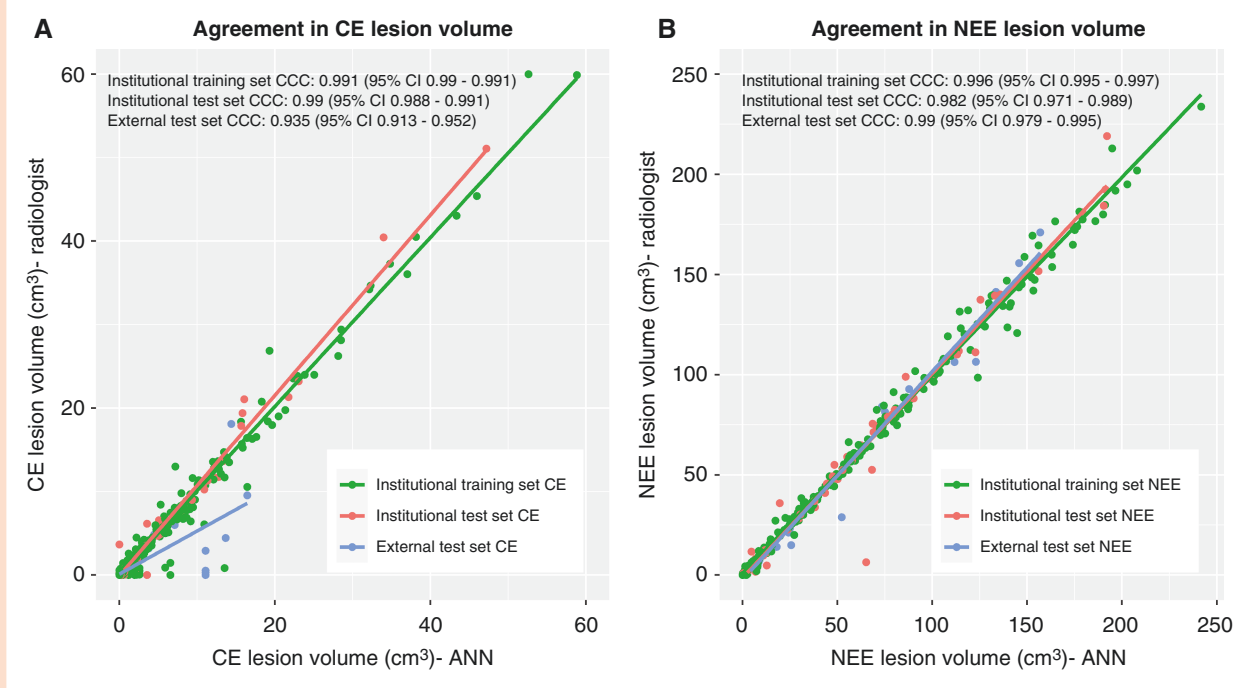 A
Agreement in CE lesion volume
Institutional training set CCC: 0.991 (95% CI 0.99 - 0.991)
Institutional test set CCC: 0.99 (95% CI 0.988 - 0.991)
External test set CCC: 0.935 (95% CI 0.913 - 0.952)
CE lesion volume (cm³)- radiologist
60
40
20
0
Institutional training set CE
Institutional test set CE
External test set CE
0 20 40 60
CE lesion volume (cm³)- ANN
B
Agreement in NEE lesion volume
Institutional training set CCC: 0.996 (95% CI 0.995 - 0.997)
Institutional test set CCC: 0.982 (95% CI 0.971 - 0.989)
External test set CCC: 0.99 (95% CI 0.979 - 0.995)
NEE lesion volume (cm³)- radiologist
250
200
150
100
50
0
Institutional training set NEE
Institutional test set NEE
External test set NEE
0 50 100 150 200 250
NEE lesion volume (cm³)- ANN